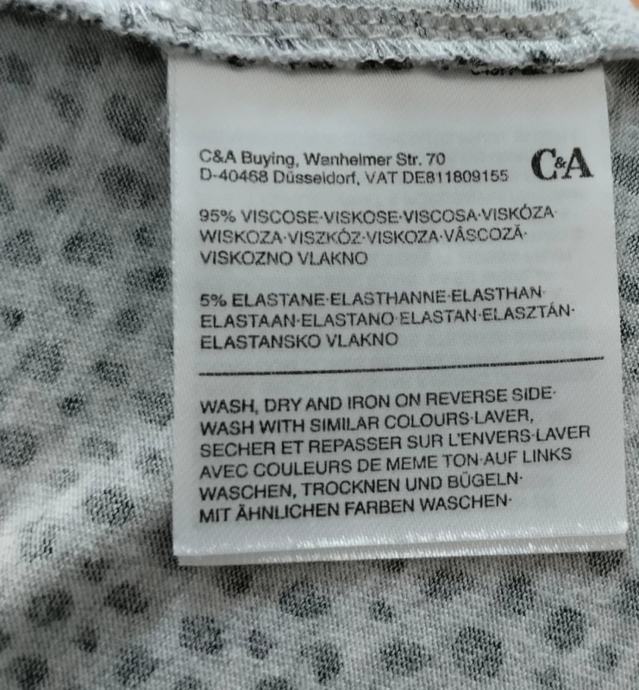 C&A Buying, Wanheimer Str. 70
D-40468 Düsseldorf, VAT DE811809155
C&A
95% VISCOSE·VISKOSE·VISCOSA·VISKÓZA·
WISKOZA·VISZKÓZ·VISKOZA·VÂSCOZĂ·
VISKOZNO VLAKNO
5% ELASTANE·ELASTHANNE·ELASTHAN·
ELASTAAN·ELASTANO·ELASTAN·ELASZTÁN·
ELASTANSKO VLAKNO
WASH, DRY AND IRON ON REVERSE SIDE·
WASH WITH SIMILAR COLOURS·LAVER,
SECHER ET REPASSER SUR L'ENVERS·LAVER
AVEC COULEURS DE MEME TON·AUF LINKS
WASCHEN, TROCKNEN UND BÜGELN·
MIT ÄHNLICHEN FARBEN WASCHEN·